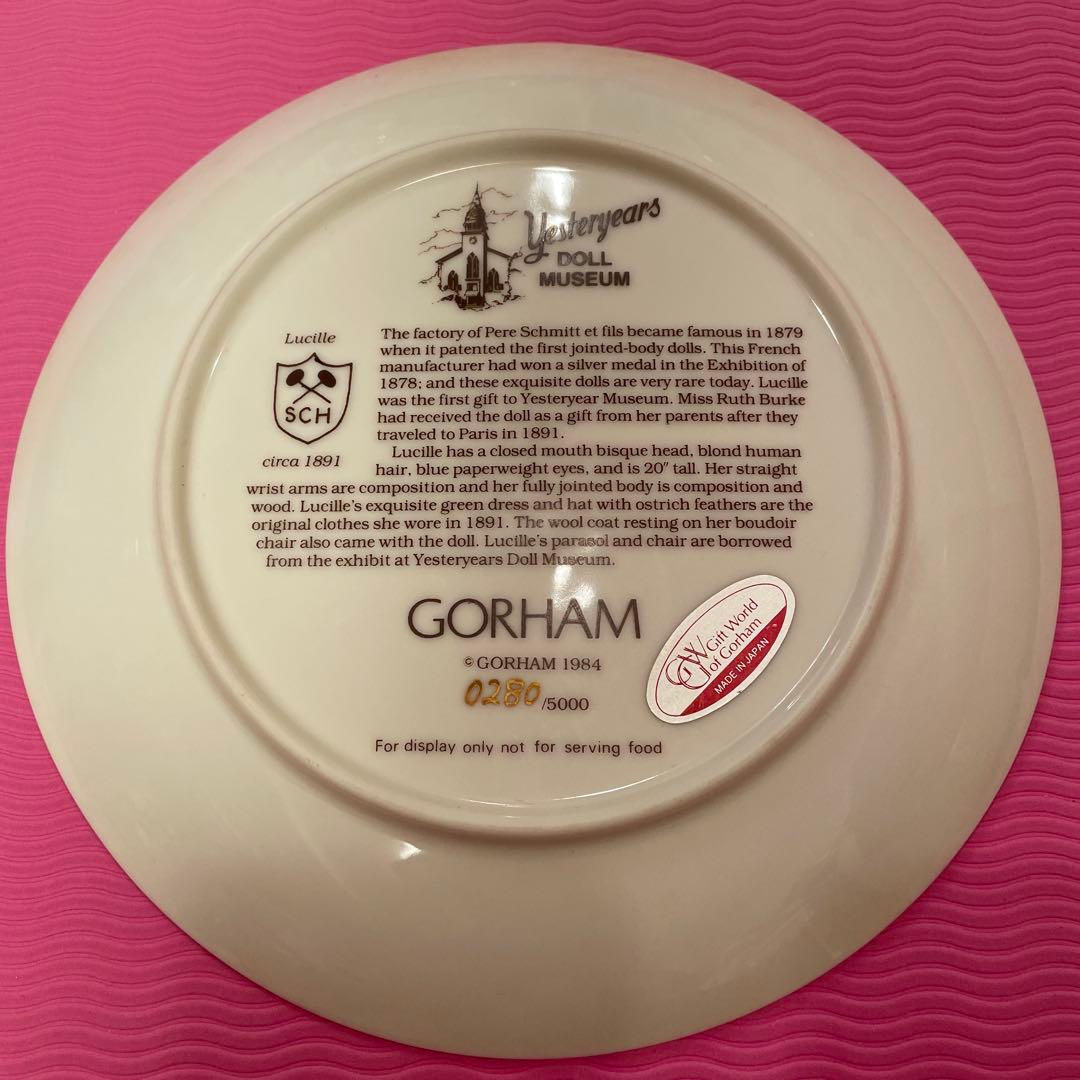 Yesteryears
DOLL
MUSEUM
Lucille
SCH
circa 1891
The factory of Pere Schmitt et fils became famous in 1879
when it patented the first jointed-body dolls. This French
manufacturer had won a silver medal in the Exhibition of
1878; and these exquisite dolls are very rare today. Lucille
was the first gift to Yesteryear Museum. Miss Ruth Burke
had received the doll as a gift from her parents after they
traveled to Paris in 1891.
Lucille has a closed mouth bisque head, blond human
hair, blue paperweight eyes, and is 20″ tall. Her straight
wrist arms are composition and her fully jointed body is composition and
wood. Lucille's exquisite green dress and hat with ostrich feathers are the
original clothes she wore in 1891. The wool coat resting on her boudoir
chair also came with the doll. Lucille's parasol and chair are borrowed
from the exhibit at Yesteryears Doll Museum.
GORHAM
© GORHAM 1984
0280/5000
GW Gift World
of Gorham
MADE IN JAPAN
For display only not for serving food